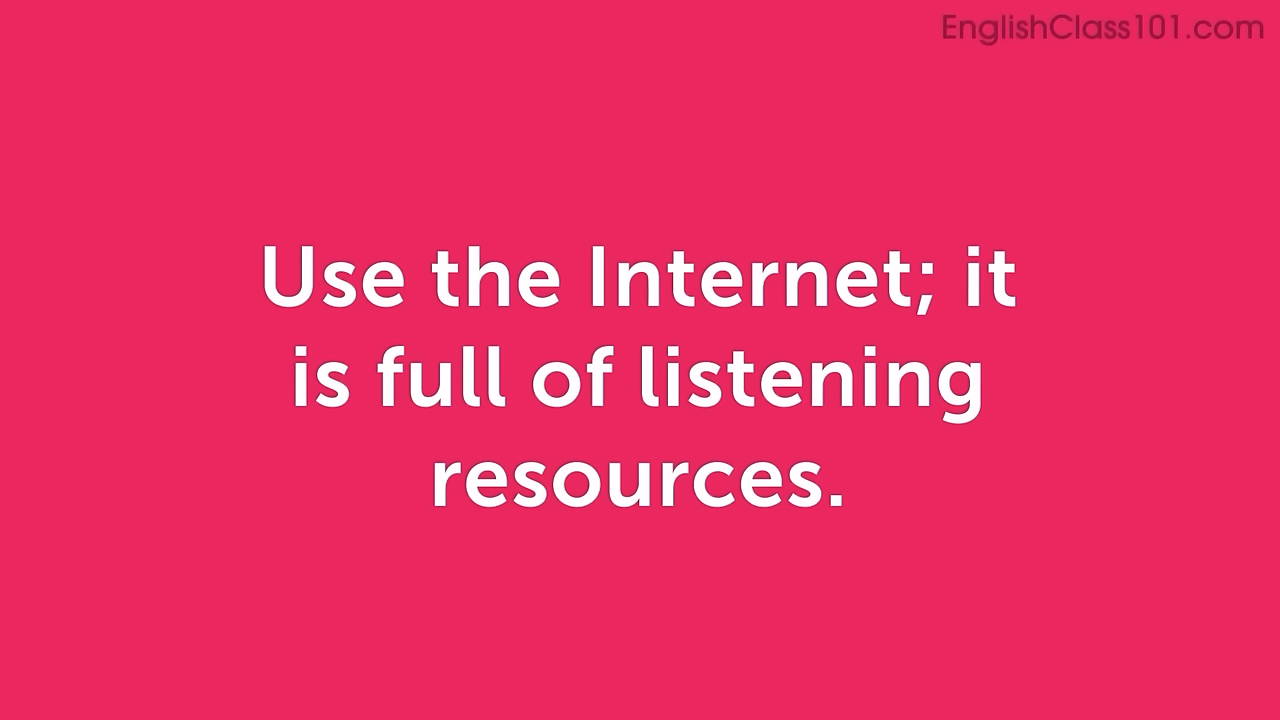 EnglishClass101.com
Use the Internet; it
is full of listening
resources.